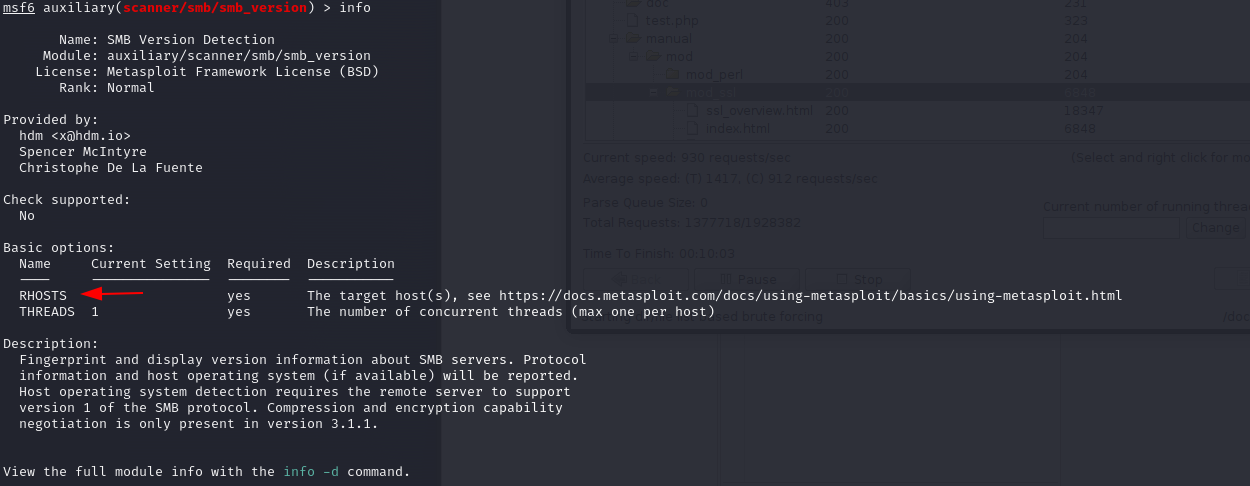 msf6 auxiliary(scanner/smb/smb_version) > info
Name: SMB Version Detection
Module: auxiliary/scanner/smb/smb_version
License: Metasploit Framework License (BSD)
Rank: Normal
Provided by:
hdm <x@hdm.io>
Spencer McIntyre
Christophe De La Fuente
Check supported:
No
Basic options:
Name Current Setting Required Description
RHOSTS yes The target host(s), see https://docs.metasploit.com/docs/using-metasploit/basics/using-metasploit.html
THREADS 1 yes The number of concurrent threads (max one per host)
Description:
Fingerprint and display version information about SMB servers. Protocol
information and host operating system (if available) will be reported.
Host operating system detection requires the remote server to support
version 1 of the SMB protocol. Compression and encryption capability
negotiation is only present in version 3.1.1.
View the full module info with the info -d command.
doc 403 231
test.php 200 323
manual 200 204
mod 200 204
mod_perl 200 204
mod_ssl 200 6848
ssl_overview.html 200 18347
index.html 200 6848
Current speed: 930 requests/sec (Select and right click for
Average speed: (T) 1417, (C) 912 requests/sec
Parse Queue Size: 0
Total Requests: 1377718/1928382
Current number of running
Change
Time To Finish: 00:10:03
Pause Stop
brute forcing